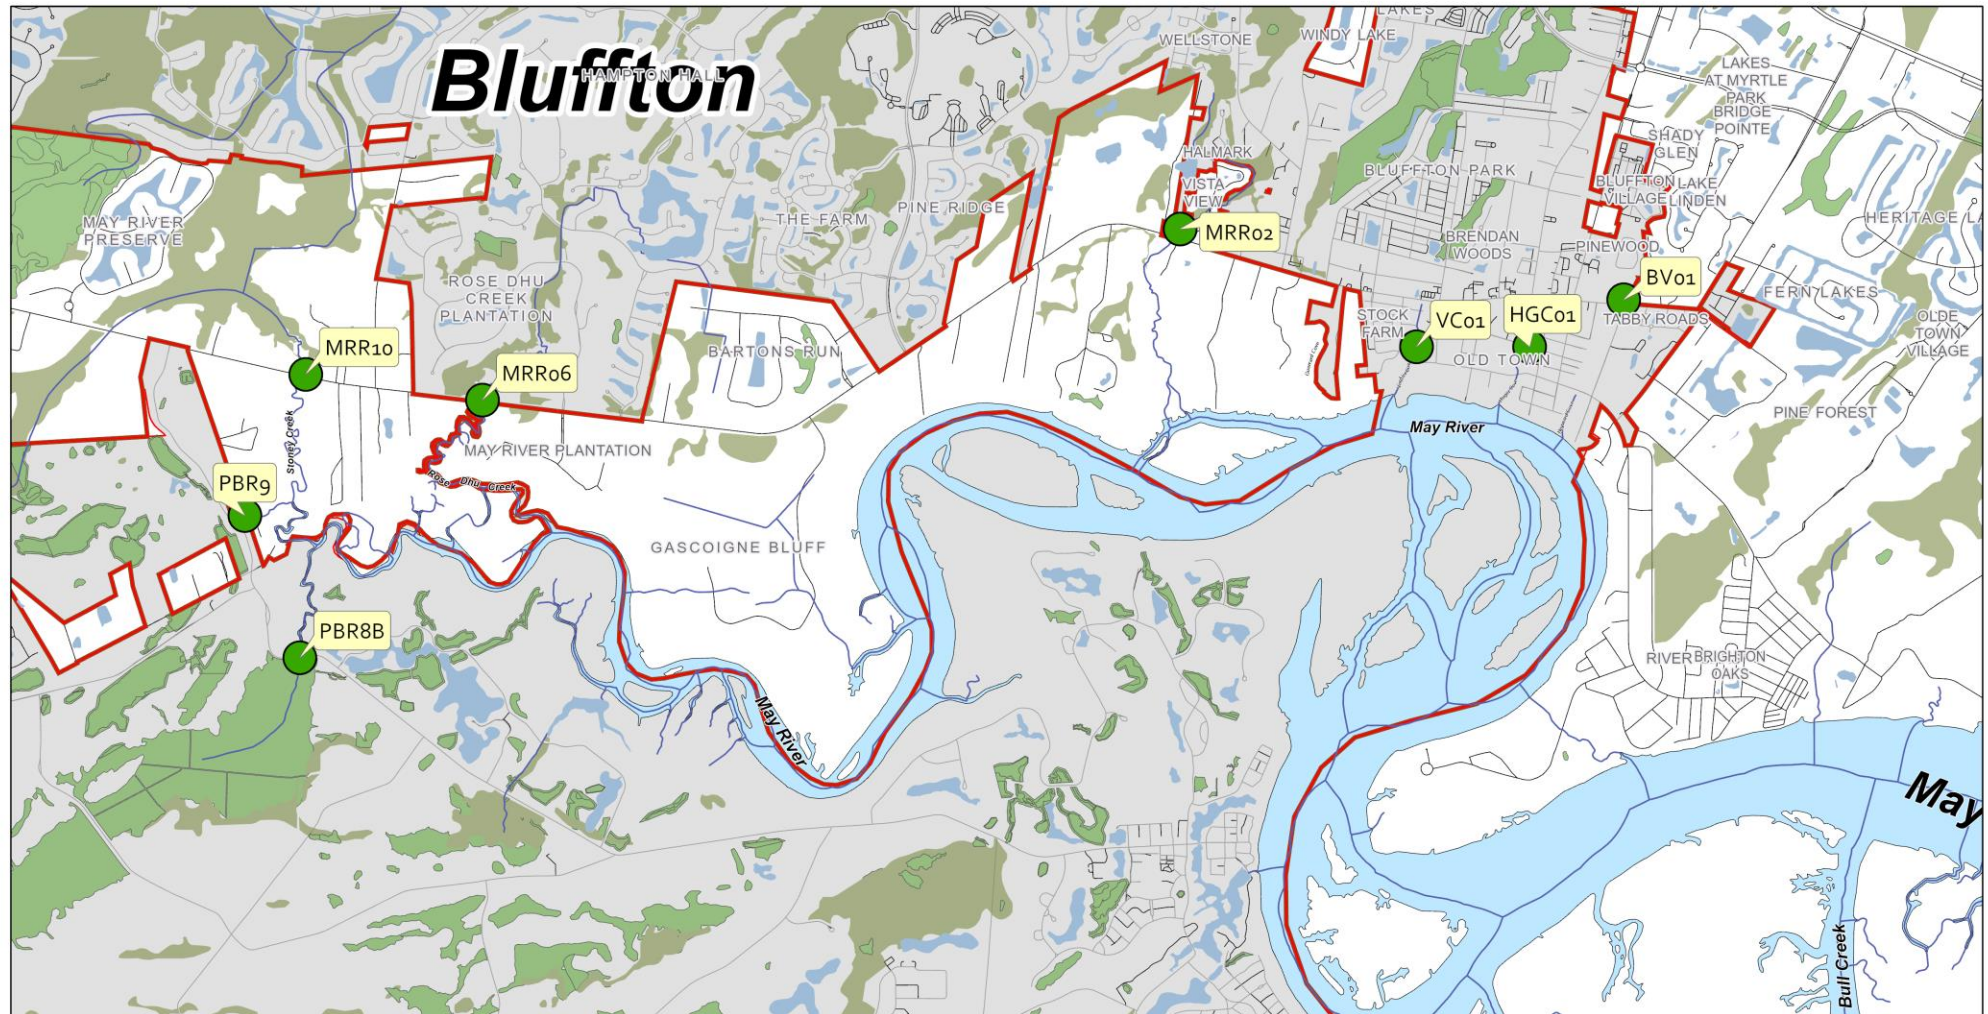 LAKES
WELLSTONE
WINDY LAKE
Bluffton
HAMPTON HALL
LAKES
AT MYRTLE
PARK
BRIDGE
POINTE
SHADY
GLEN
HALMARK
BLUFFTON PARK
VISTA
VIEW
BLUFFTON
VILLAGE
LAKE
LINDEN
MAY RIVER
PRESERVE
THE FARM
PINE RIDGE
HERITAGE LA
MRR02
BRENDAN
WOODS
PINEWOOD
BV01
ROSE DHU
CREEK
PLANTATION
FERN LAKES
STOCK
FARM
VC01
HGC01
TABBY ROADS
OLDE
TOWN
VILLAGE
MRR10
BARTONS RUN
OLD TOWN
MRR06
PINE FOREST
May River
Stoney Creek
MAY RIVER PLANTATION
Rose Dhu Creek
PBR9
GASCOIGNE BLUFF
PBR8B
RIVER
BRIGHTON
OAKS
May River
May
Bull Creek